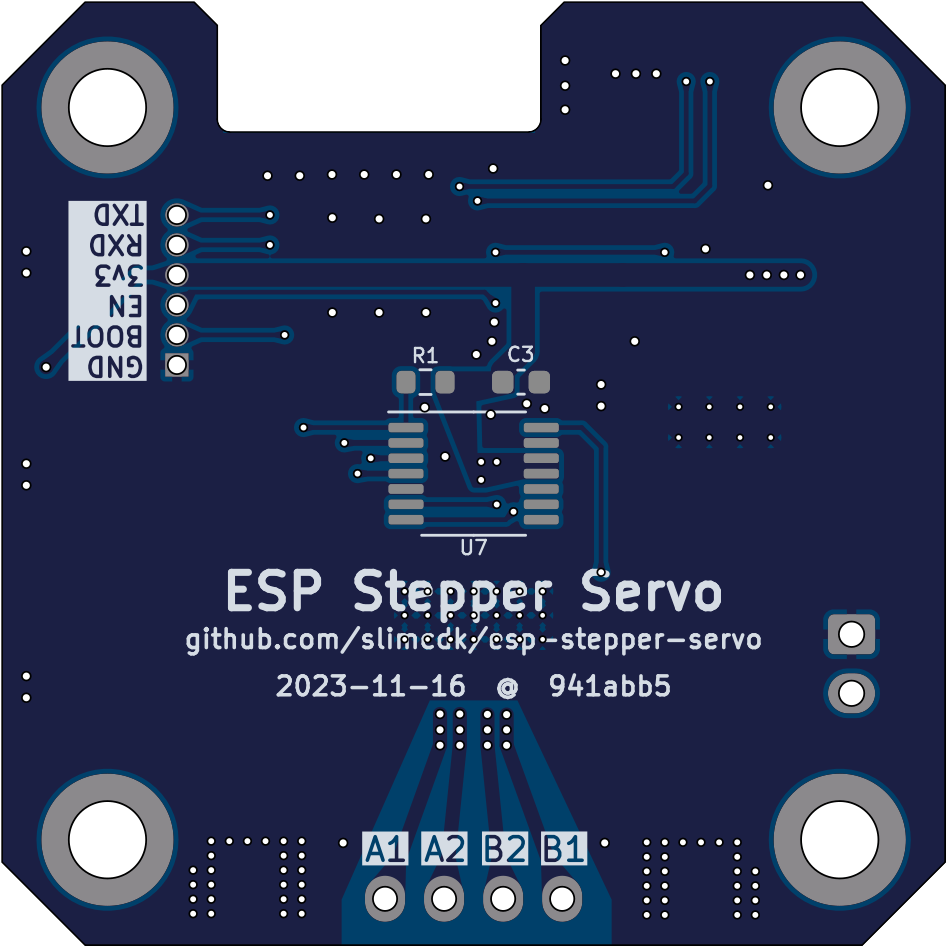 TXD
RXD
3v3
EN
BOOT
GND
R1 C3
U7
ESP Stepper Servo
github.com/slimcdk/esp-stepper-servo
2023-11-16 @ 941abb5
A1 A2 B2 B1